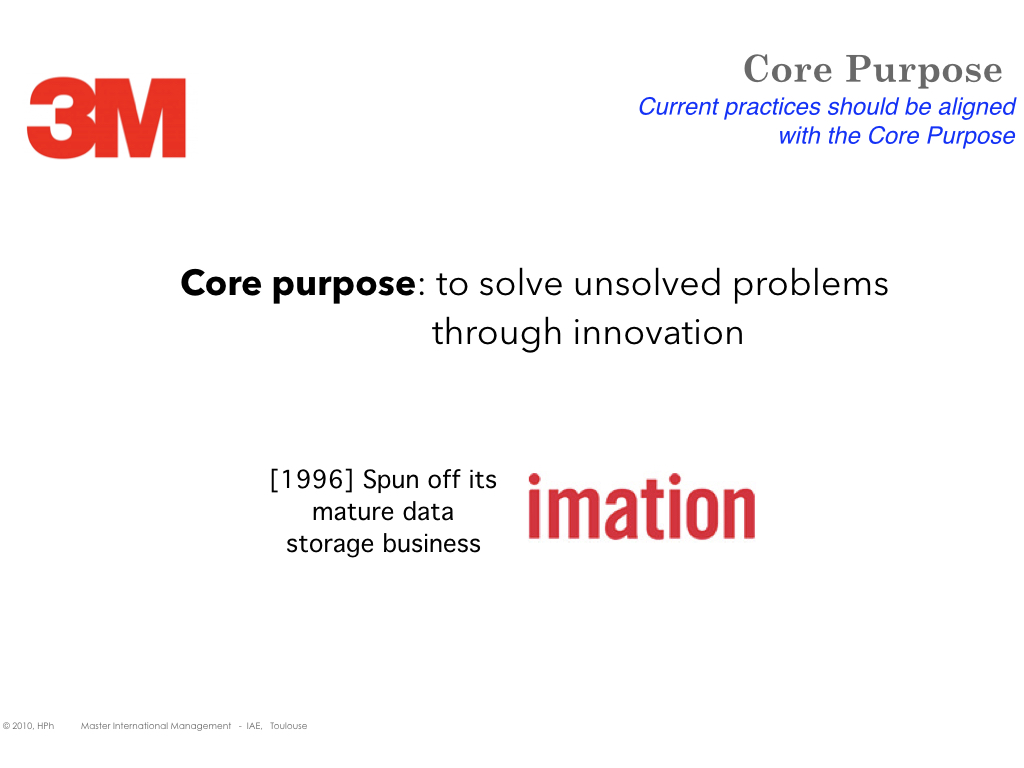 3M
Core Purpose
Current practices should be aligned
with the Core Purpose
Core purpose: to solve unsolved problems
through innovation
[1996] Spun off its
mature data
storage business
imation
© 2010, HPh Master International Management - IAE, Toulouse